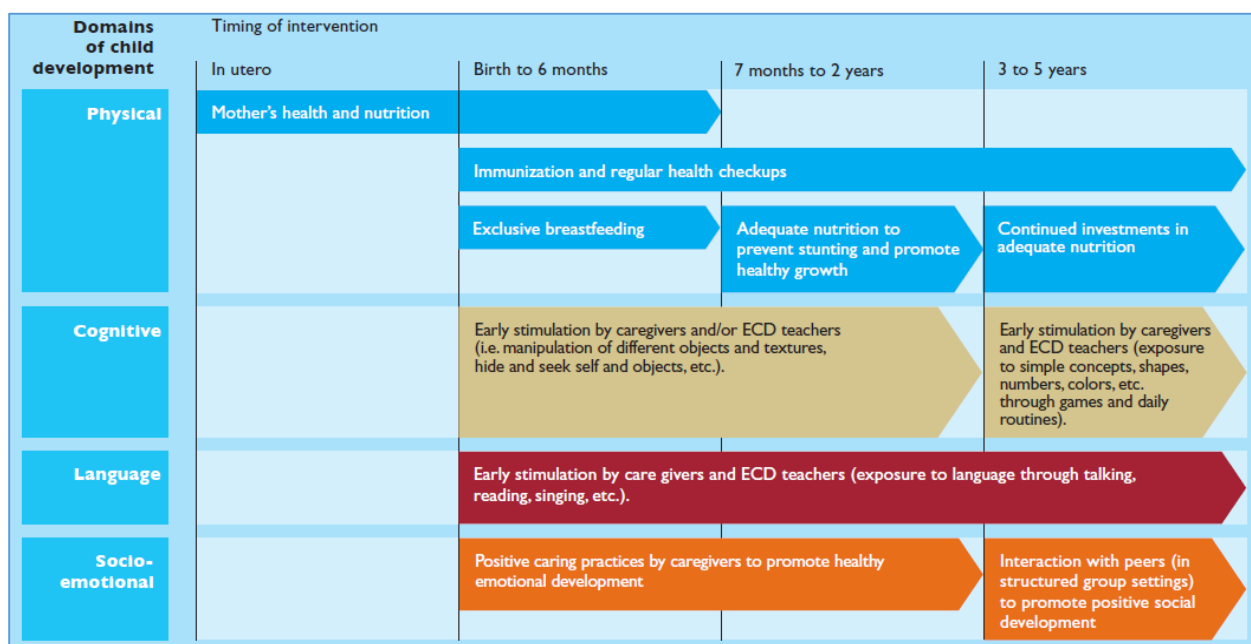 Domains
of child
development
Timing of intervention
In utero
Birth to 6 months
7 months to 2 years
3 to 5 years
Physical
Mother's health and nutrition
Immunization and regular health checkups
Exclusive breastfeeding
Adequate nutrition to
prevent stunting and promote
healthy growth
Continued investments in
adequate nutrition
Cognitive
Early stimulation by caregivers and/or ECD teachers
(i.e. manipulation of different objects and textures,
hide and seek self and objects, etc.).
Early stimulation by caregivers
and ECD teachers (exposure
to simple concepts, shapes,
numbers, colors, etc.
through games and daily
routines).
Language
Early stimulation by care givers and ECD teachers (exposure to language through talking,
reading, singing, etc.).
Socio-
emotional
Positive caring practices by caregivers to promote healthy
emotional development
Interaction with peers (in
structured group settings)
to promote positive social
development